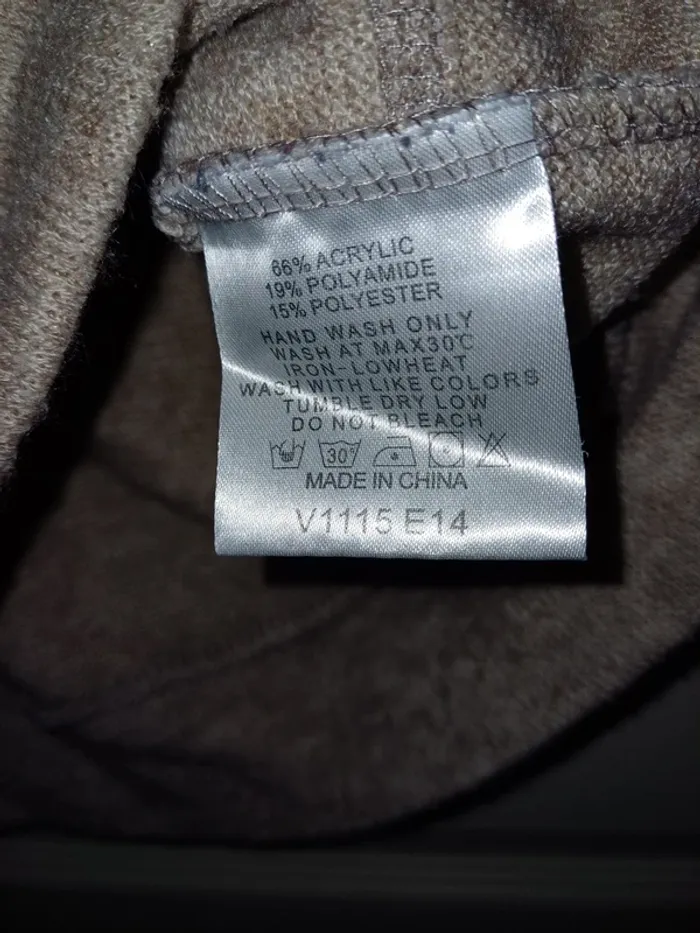 66% ACRYLIC
19% POLYAMIDE
15% POLYESTER
HAND WASH ONLY
WASH AT MAX30℃
IRON-LOWHEAT
WASH WITH LIKE COLORS
TUMBLE DRY LOW
DO NOT BLEACH
30°
MADE IN CHINA
V1115 E14